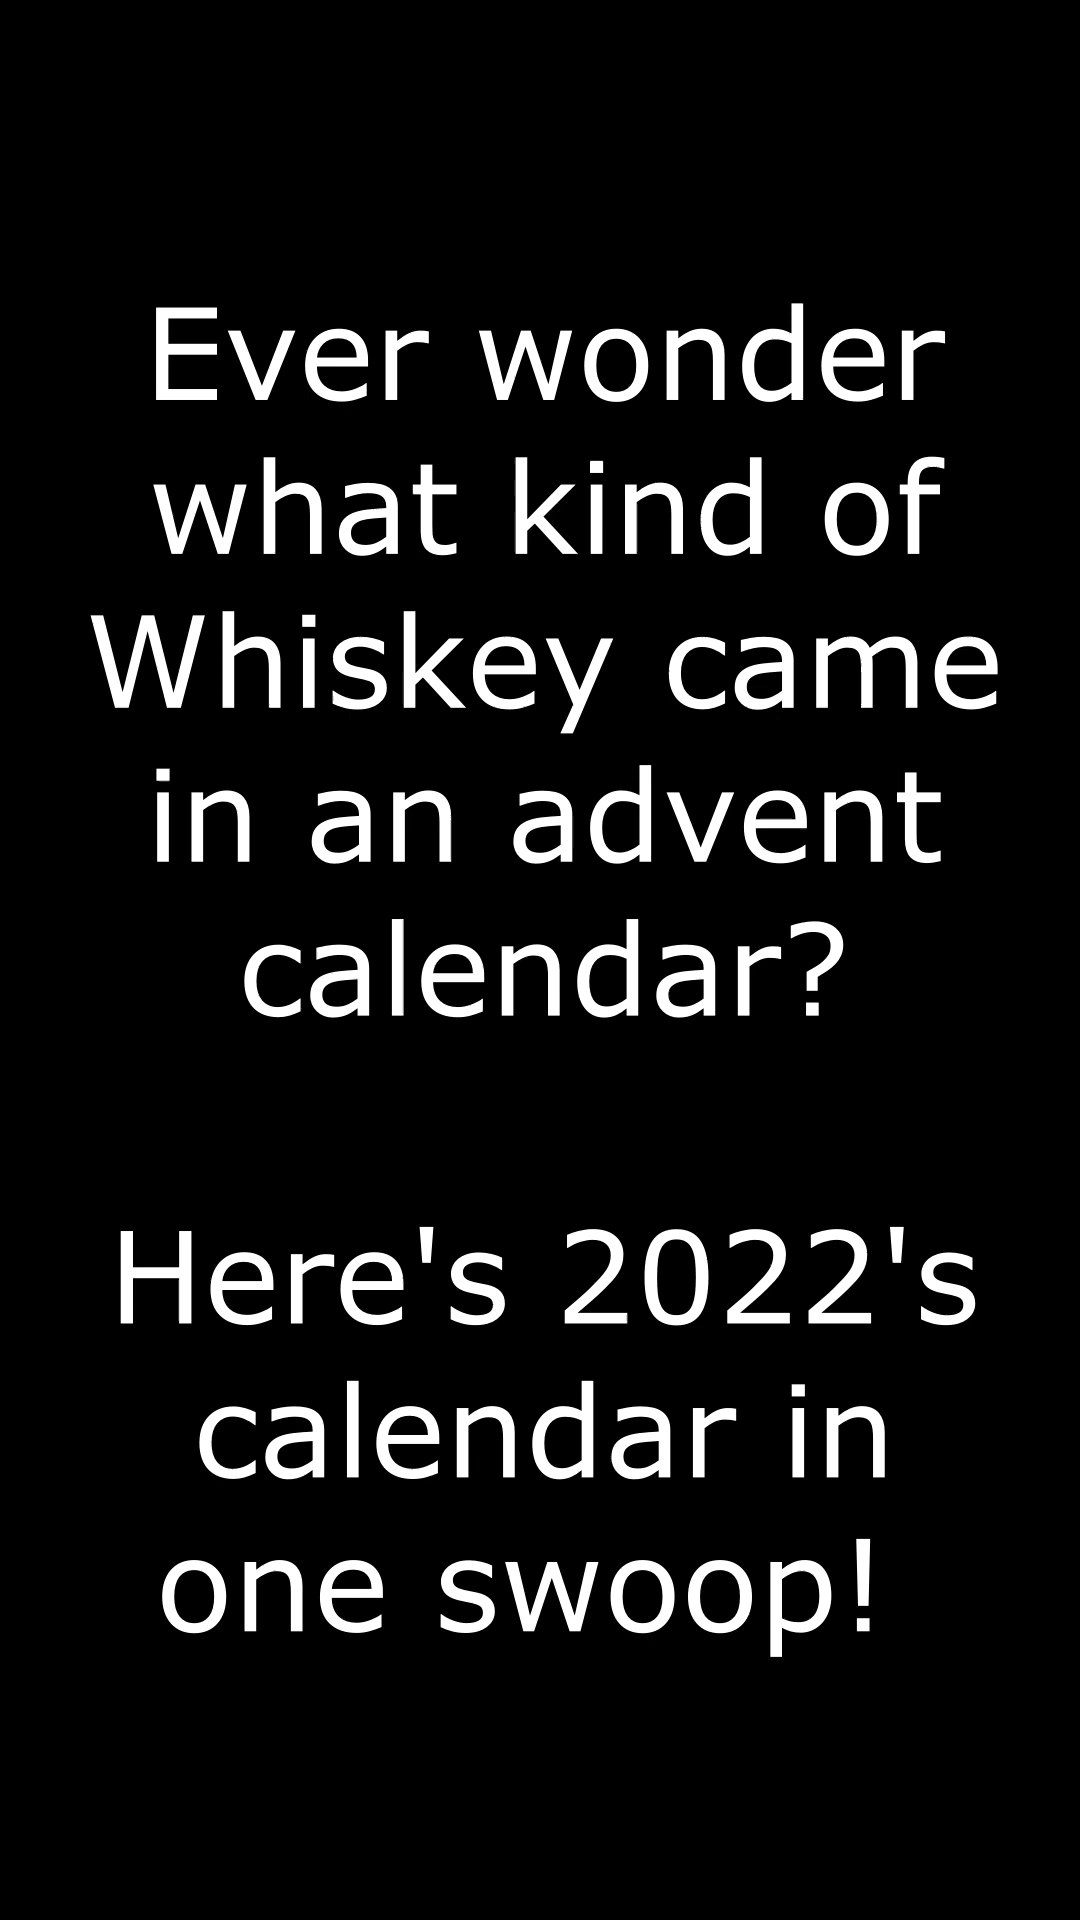 Ever wonder
what kind of
Whiskey came
in an advent
calendar?
Here's 2022's
calendar in
one swoop!